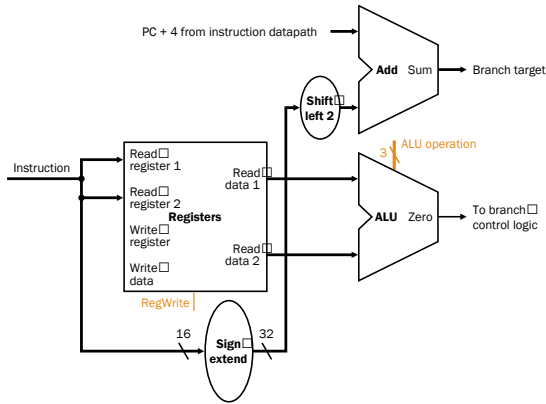 PC + 4 from instruction datapath
Add Sum
Branch target
Shift
left 2
ALU operation
3
Instruction
Read
register 1
Read
data 1
Read
register 2
Registers
Write
register
ALU Zero
To branch
control logic
Read
data 2
Write
data
RegWrite
16
32
Sign
extend